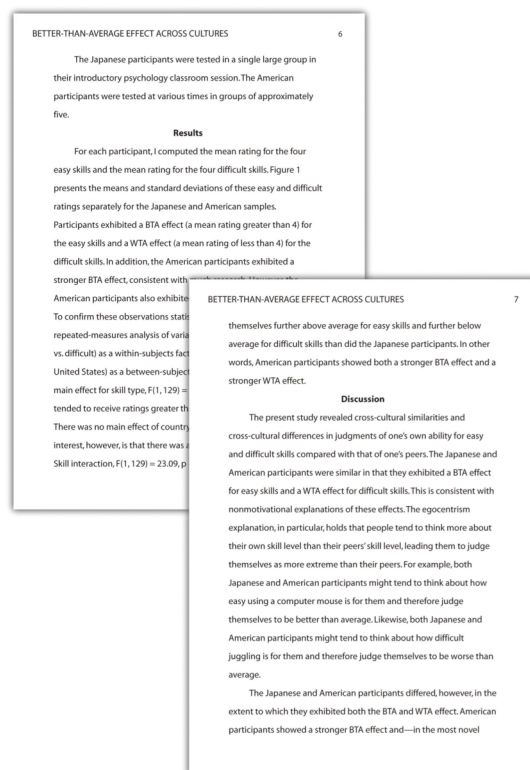 BETTER-THAN-AVERAGE EFFECT ACROSS CULTURES 6
The Japanese participants were tested in a single large group in
their introductory psychology classroom session. The American
participants were tested at various times in groups of approximately
five.
Results
For each participant, I computed the mean rating for the four
easy skills and the mean rating for the four difficult skills. Figure 1
presents the means and standard deviations of these easy and difficult
ratings separately for the Japanese and American samples.
Participants exhibited a BTA effect (a mean rating greater than 4) for
the easy skills and a WTA effect (a mean rating of less than 4) for the
difficult skills. In addition, the American participants exhibited a
stronger BTA effect, consistent with much research. However, the
American participants also exhibite
To confirm these observations statis
repeated-measures analysis of varia
vs. difficult) as a within-subjects fact
United States) as a between-subject
main effect for skill type, F(1, 129) =
tended to receive ratings greater th
There was no main effect of country
interest, however, is that there was a
Skill interaction, F(1, 129) = 23.09, p
BETTER-THAN-AVERAGE EFFECT ACROSS CULTURES 7
themselves further above average for easy skills and further below
average for difficult skills than did the Japanese participants. In other
words, American participants showed both a stronger BTA effect and a
stronger WTA effect.
Discussion
The present study revealed cross-cultural similarities and
cross-cultural differences in judgments of one's own ability for easy
and difficult skills compared with that of one's peers. The Japanese and
American participants were similar in that they exhibited a BTA effect
for easy skills and a WTA effect for difficult skills. This is consistent with
nonmotivational explanations of these effects. The egocentrism
explanation, in particular, holds that people tend to think more about
their own skill level than their peers' skill level, leading them to judge
themselves as more extreme than their peers. For example, both
Japanese and American participants might tend to think about how
easy using a computer mouse is for them and therefore judge
themselves to be better than average. Likewise, both Japanese and
American participants might tend to think about how difficult
juggling is for them and therefore judge themselves to be worse than
average.
The Japanese and American participants differed, however, in the
extent to which they exhibited both the BTA and WTA effect. American
participants showed a stronger BTA effect and—in the most novel